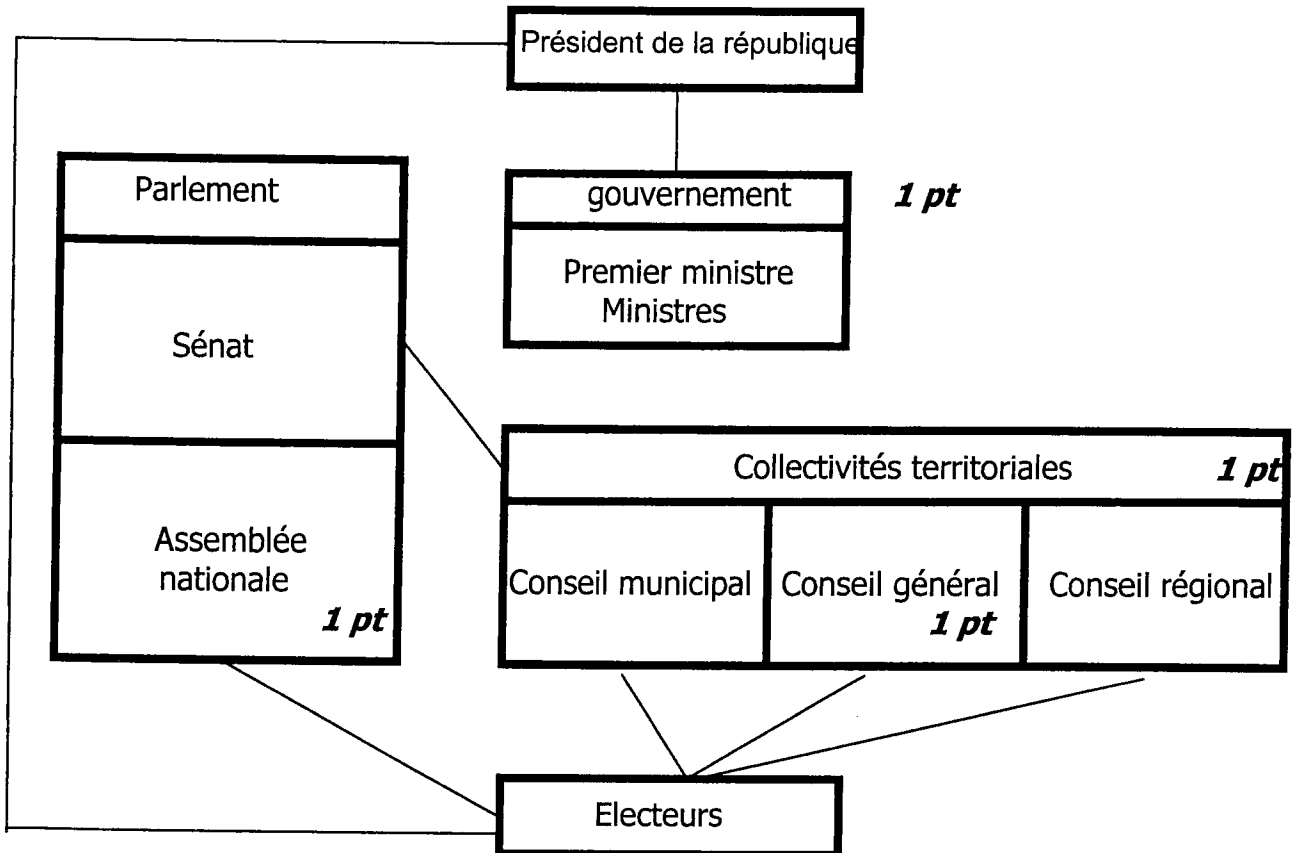 Président de la république
Parlement
gouvernement
1 pt
Premier ministre
Ministres
Sénat
Collectivités territoriales
1 pt
Assemblée
nationale
1 pt
Conseil municipal
Conseil général
1 pt
Conseil régional
Electeurs